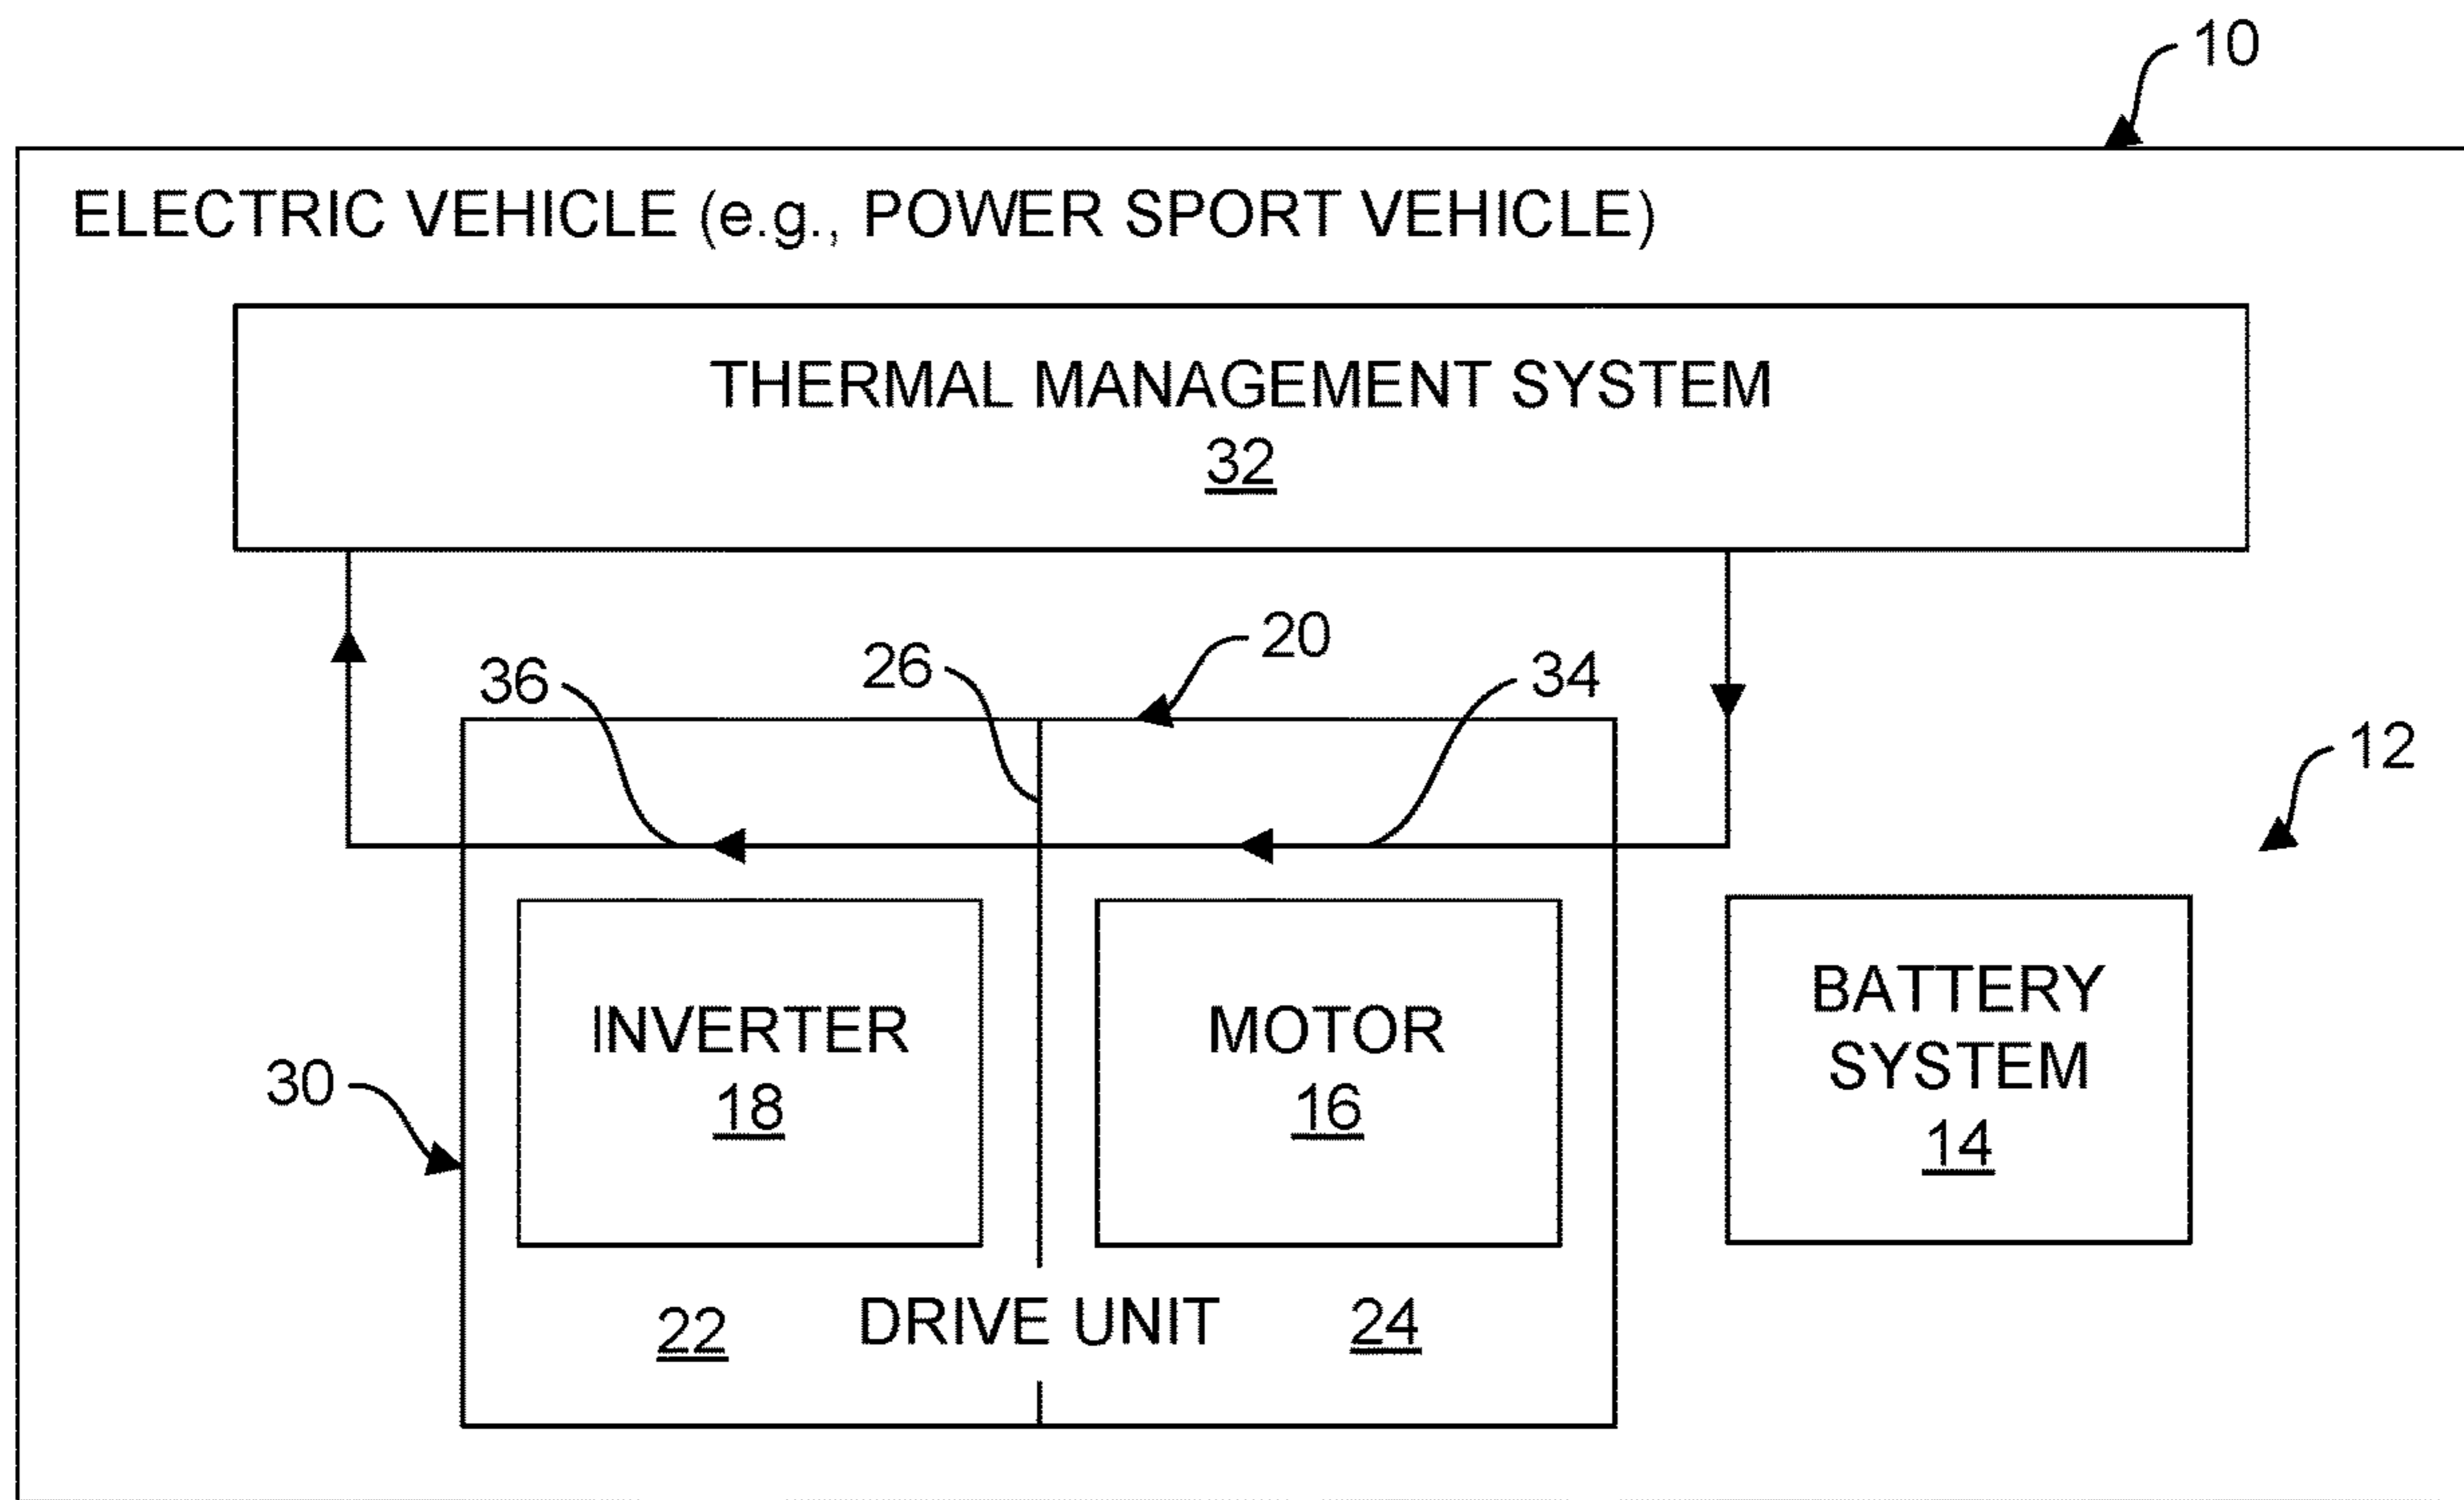 10
ELECTRIC VEHICLE (e.g., POWER SPORT VEHICLE)
THERMAL MANAGEMENT SYSTEM
32
36
26
20
34
12
30
INVERTER
18
MOTOR
16
BATTERY
SYSTEM
14
22
DRIVE UNIT
24